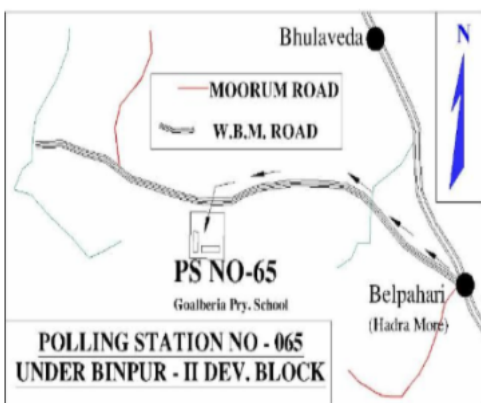 Bhulaveda
N
MOORUM ROAD
W.B.M. ROAD
PS NO-65
Goalberia Pry. School
Belpahari
(Hadra More)
POLLING STATION NO - 065
UNDER BINPUR - II DEV. BLOCK